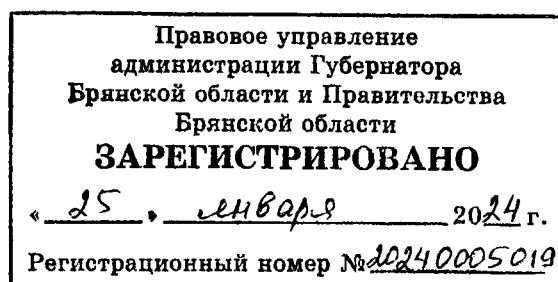 Правовое управление
администрации Губернатора
Брянской области и Правительства
Брянской области
ЗАРЕГИСТРИРОВАНО
« 25 » января 2024 г.
Регистрационный номер №20240005019